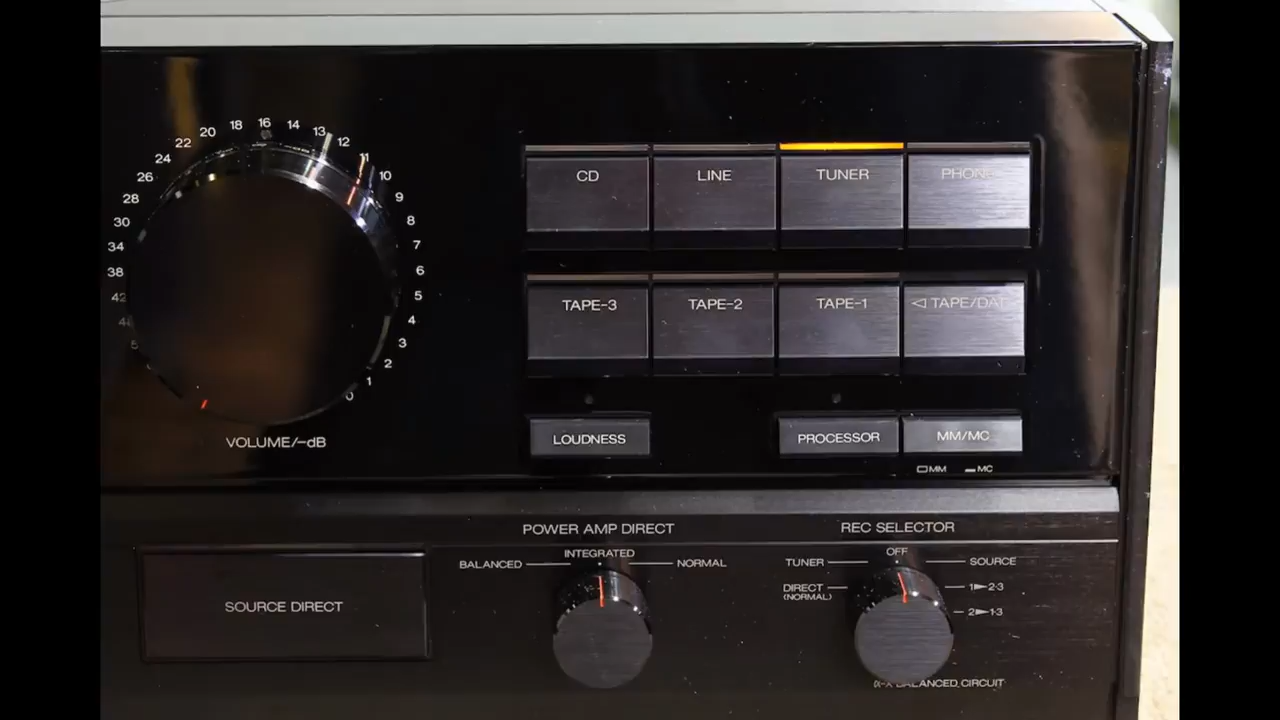 16
18 14
20 13
22 12
24 11
26 10
28 9
30 8
34 7
38 6
42 5
4
3
2
1
0
VOLUME/-dB
CD LINE TUNER PHONO
TAPE-3 TAPE-2 TAPE-1 ◁ TAPE/DAT
LOUDNESS PROCESSOR MM/MC
MM MC
POWER AMP DIRECT
BALANCED INTEGRATED NORMAL
REC SELECTOR
TUNER OFF SOURCE
DIRECT 1▶2·3
(NORMAL) 2▶1·3
SOURCE DIRECT
α-X BALANCED CIRCUIT